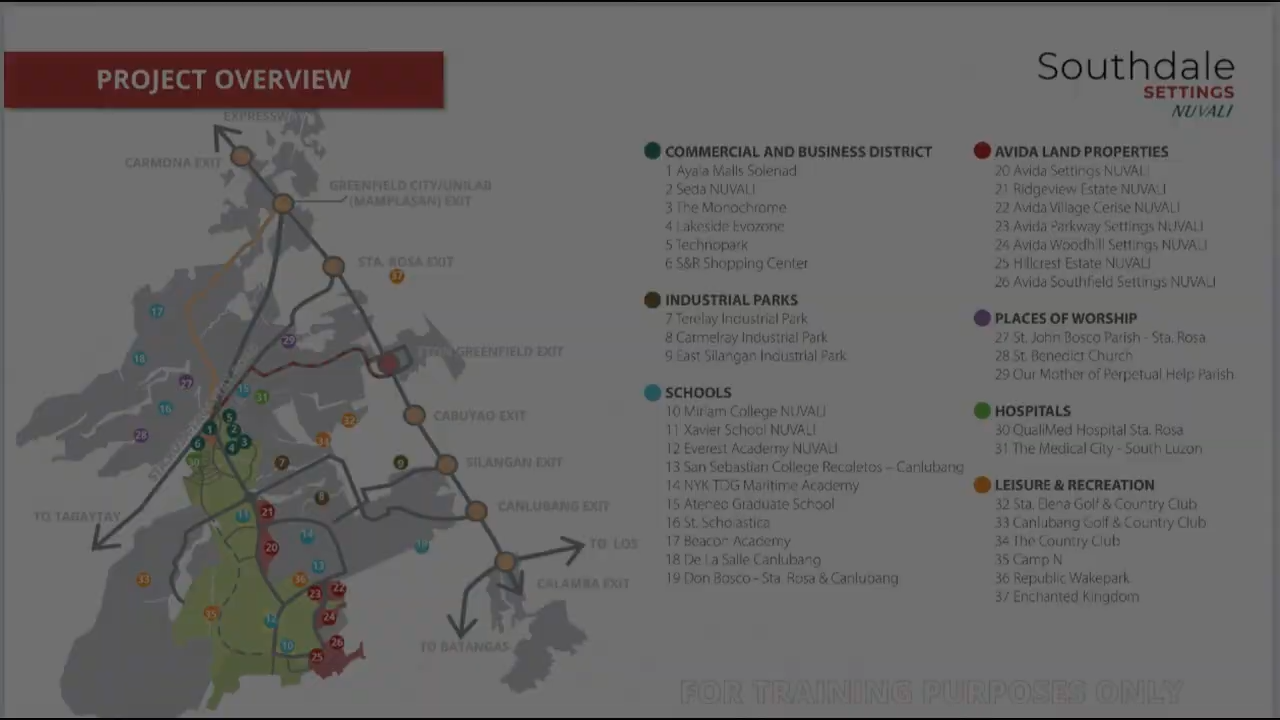 PROJECT OVERVIEW
Southdale
SETTINGS
NUVALI
CARMONA EXIT
GREENFIELD CITY/UNILAB
(MAMPLASAN) EXIT
STA. ROSA EXIT
GREENFIELD EXIT
CABUYAO EXIT
SILANGAN EXIT
CANLUBANG EXIT
TO TAGAYTAY
TO LOS
CALAMBA EXIT
TO BATANGAS
COMMERCIAL AND BUSINESS DISTRICT
1 Ayala Malls Solenad
2 Seda NUVALI
3 The Monochrome
4 Lakeside Evozone
5 Technopark
6 S&R Shopping Center
INDUSTRIAL PARKS
7 Terelay Industrial Park
8 Carmelray Industrial Park
9 East Silangan Industrial Park
SCHOOLS
10 Miriam College NUVALI
11 Xavier School NUVALI
12 Everest Academy NUVALI
13 San Sebastian College Recoletos – Canlubang
14 NYK TDG Maritime Academy
15 Ateneo Graduate School
16 St. Scholastica
17 Beacon Academy
18 De La Salle Canlubang
19 Don Bosco - Sta. Rosa & Canlubang
AVIDA LAND PROPERTIES
20 Avida Settings NUVALI
21 Ridgeview Estate NUVALI
22 Avida Village Cerise NUVALI
23 Avida Parkway Settings NUVALI
24 Avida Woodhill Settings NUVALI
25 Hillcrest Estate NUVALI
26 Avida Southfield Settings NUVALI
PLACES OF WORSHIP
27 St. John Bosco Parish - Sta. Rosa
28 St. Benedict Church
29 Our Mother of Perpetual Help Parish
HOSPITALS
30 QualiMed Hospital Sta. Rosa
31 The Medical City - South Luzon
LEISURE & RECREATION
32 Sta. Elena Golf & Country Club
33 Canlubang Golf & Country Club
34 The Country Club
35 Camp N
36 Republic Wakepark
37 Enchanted Kingdom
FOR TRAINING PURPOSES ONLY